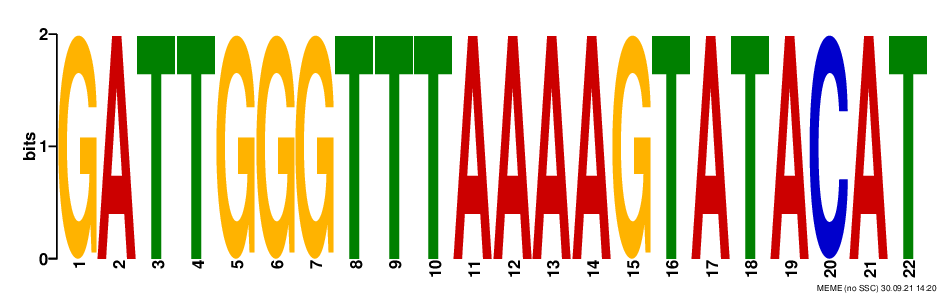 2
1
0
bits
GATTGGGTTTAAAAGTATACAT
1 2 3 4 5 6 7 8 9 10 11 12 13 14 15 16 17 18 19 20 21 22
MEME (no SSC) 30.09.21 14:20